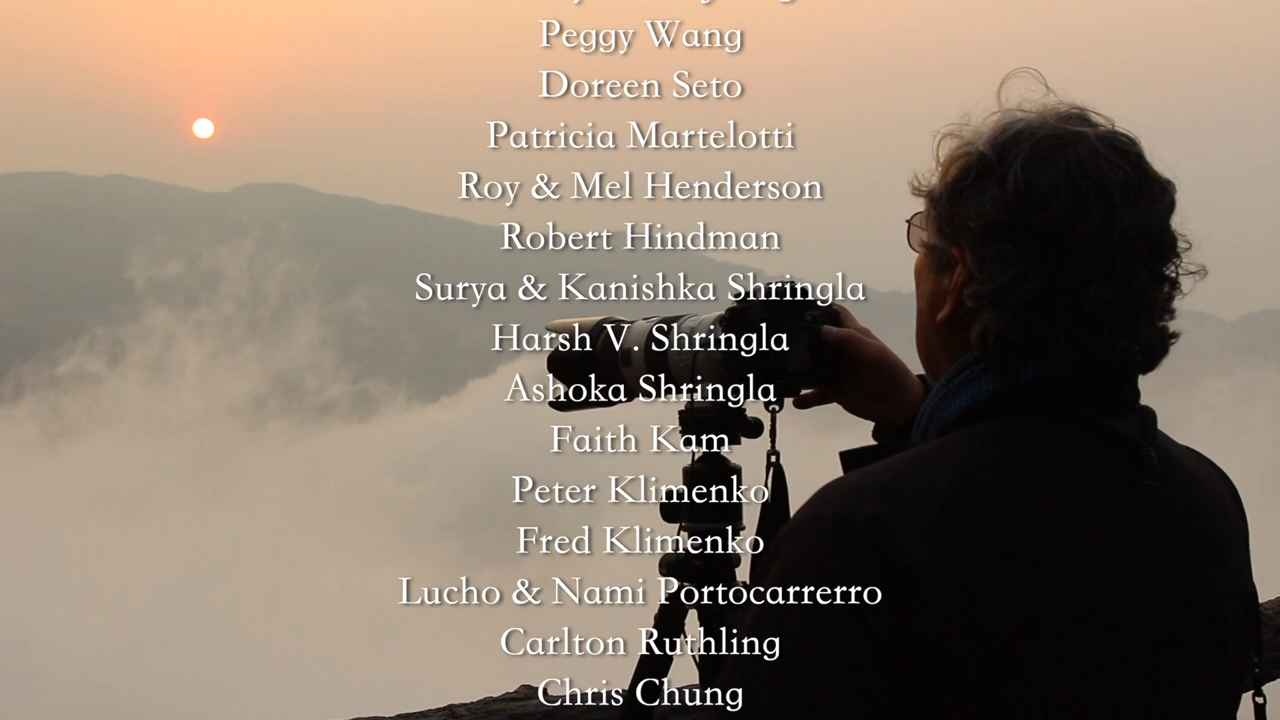 Peggy Wang
Doreen Seto
Patricia Martelotti
Roy & Mel Henderson
Robert Hindman
Surya & Kanishka Shringla
Harsh V. Shringla
Ashoka Shringla
Faith Kam
Peter Klimenko
Fred Klimenko
Lucho & Nami Portocarrerro
Carlton Ruthling
Chris Chung